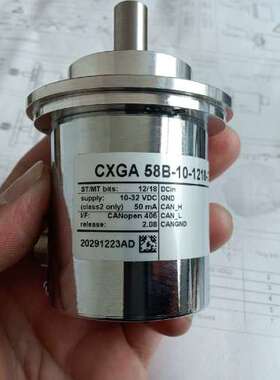 CXGA 58B-10-1218-
ST/MT bits: 12/18 DCin
supply: 10-32 VDC GND
(class2 only) 50 mA CAN_H
I/F: CANopen 406 CAN_L
release: 2.08 CANGND
20291223AD